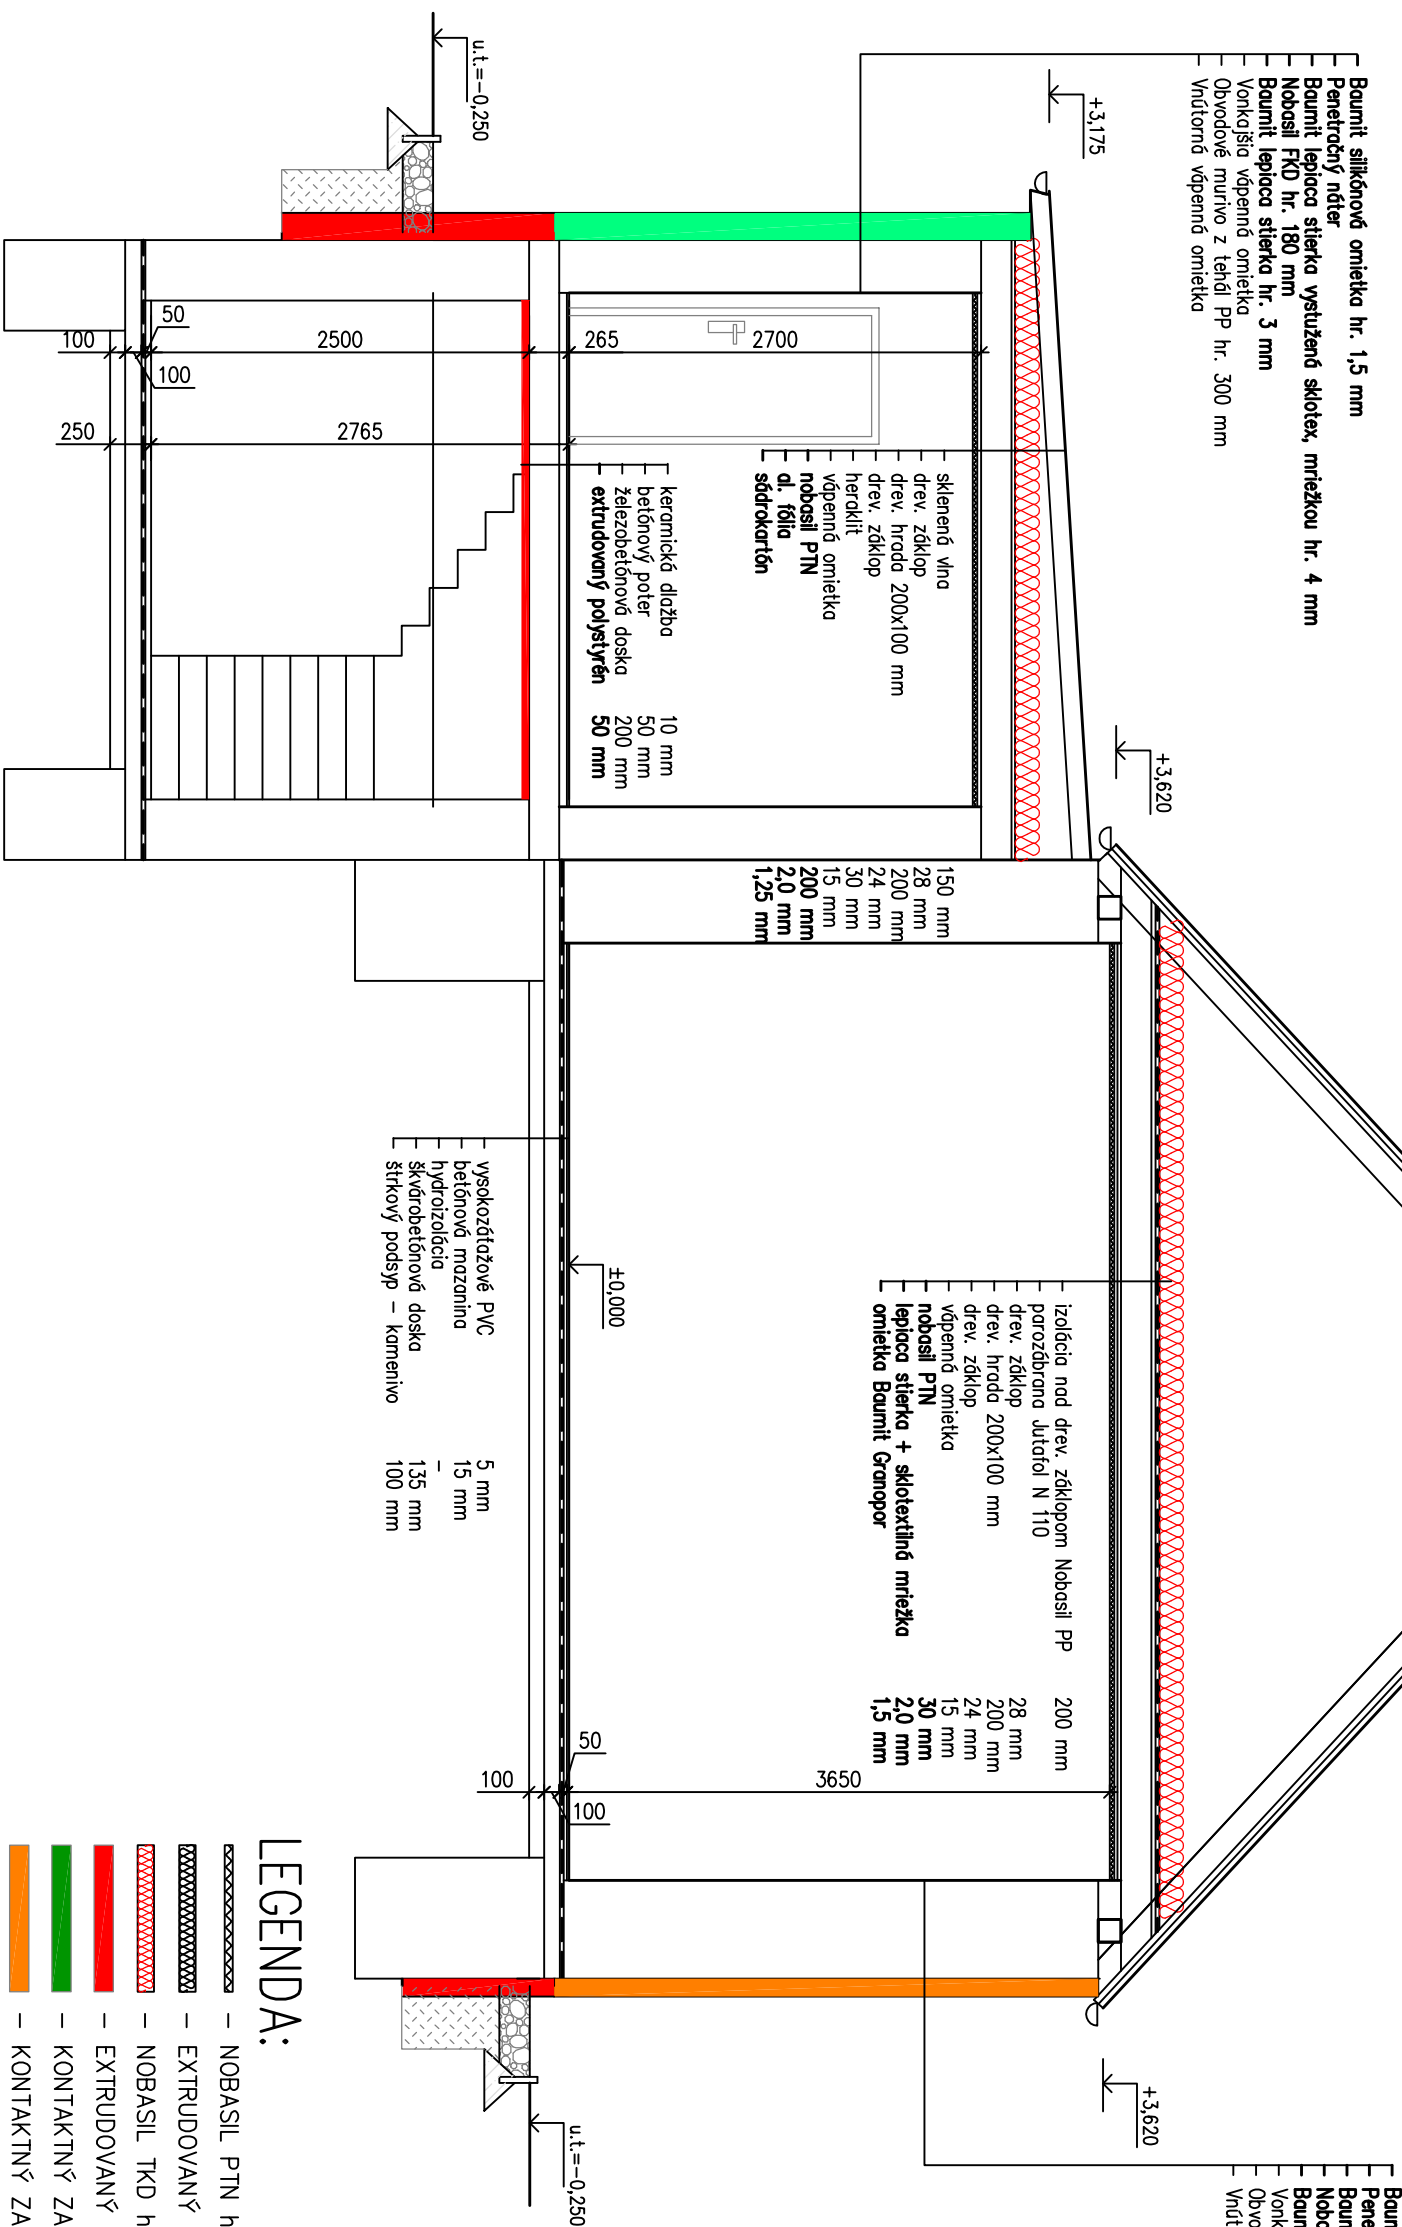 Baumit silikónová omietka hr. 1,5 mm
Penetračný náter
Baumit lepiaca stierka vystužená sklotex, mriežkou hr. 4 mm
Nobasil FKD hr. 180 mm
Baumit lepiaca stierka hr. 3 mm
Vonkajšia vápenná omietka
Obvodové murivo z tehál PP hr. 300 mm
Vnútorná vápenná omietka
+3,175
+3,620
+3,620
u.t.=-0,250
sklenená vlna 150 mm
drev. záklop 28 mm
drev. hrada 200x100 mm 200 mm
drev. záklop 24 mm
heraklit 30 mm
vápenná omietka 15 mm
nobasil PTN 200 mm
al. fólia 2,0 mm
sádrokartón 1,25 mm
izolácia nad drev. záklopom Nobasil PP 200 mm
parozábrana Jutafol N 110
drev. záklop 28 mm
drev. hrada 200x100 mm 200 mm
drev. záklop 24 mm
vápenná omietka 15 mm
nobasil PTN 30 mm
lepiaca stierka + sklotextilná mriežka 2,0 mm
omietka Baumit Granopor 1,5 mm
2700
265
2500
50
100
100
2765
250
keramická dlažba 10 mm
betónový poter 50 mm
železobetónová doska 200 mm
extrudovaný polystyrén 50 mm
±0,000
3650
50
100
100
vysokozáťažové PVC 5 mm
betónová mazanina 15 mm
hydroizolácia -
škvárobetónová doska 135 mm
štrkový podsyp - kamenivo 100 mm
u.t.=-0,250
Baum
Pene
Baum
Noba
Baum
Vonk
Obvo
Vnút
LEGENDA:
- NOBASIL PTN h
- EXTRUDOVANÝ
- NOBASIL TKD h
- EXTRUDOVANÝ
- KONTAKTNÝ ZA
- KONTAKTNÝ ZA